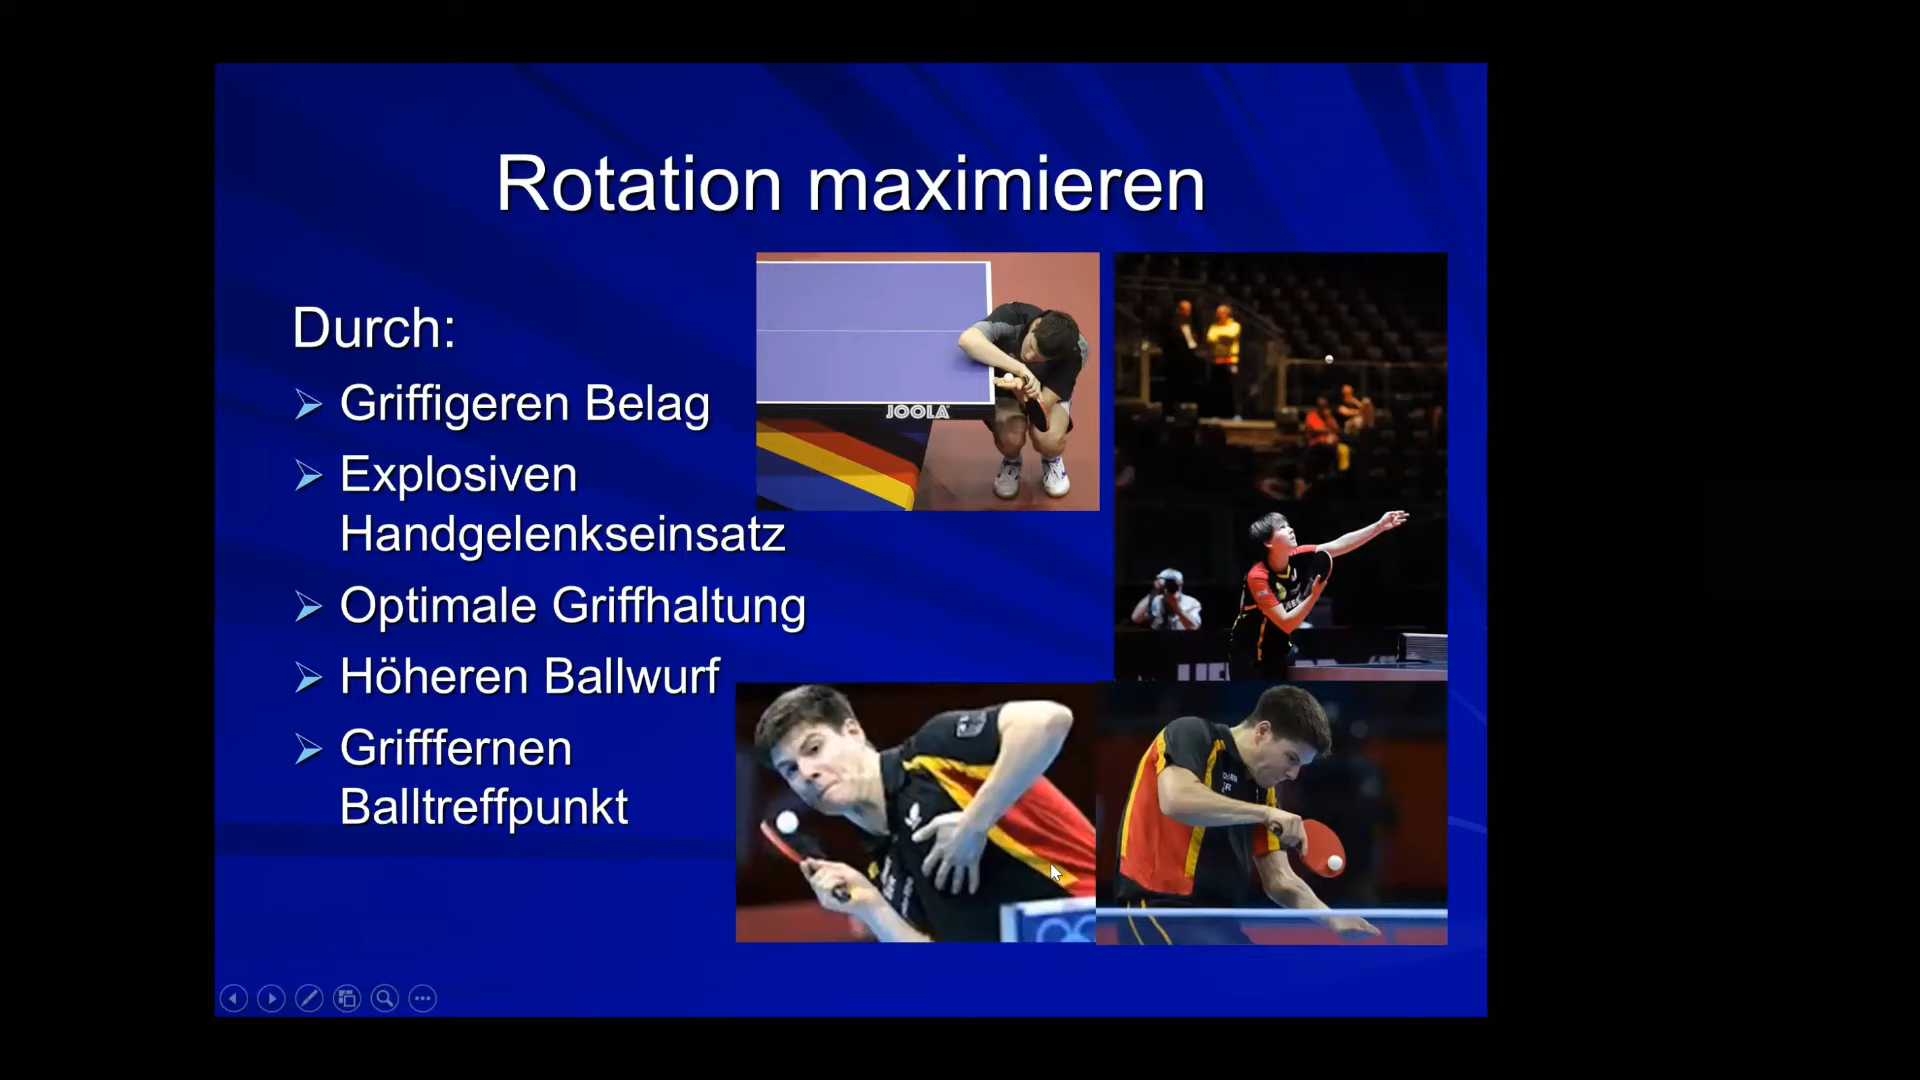 Rotation maximieren
Durch:
Griffigeren Belag
Explosiven
Handgelenkseinsatz
Optimale Griffhaltung
Höheren Ballwurf
Grifffernen
Balltreffpunkt
JOOLA